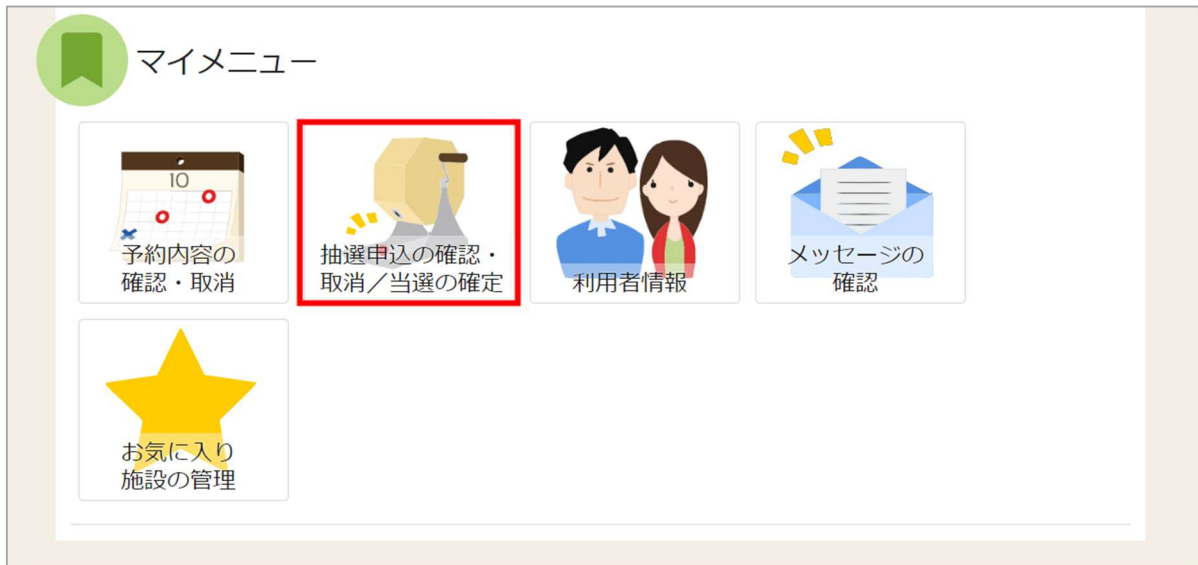 マイメニュー
10
予約内容の
確認・取消
抽選申込の確認・
取消／当選の確定
利用者情報
メッセージの
確認
お気に入り
施設の管理